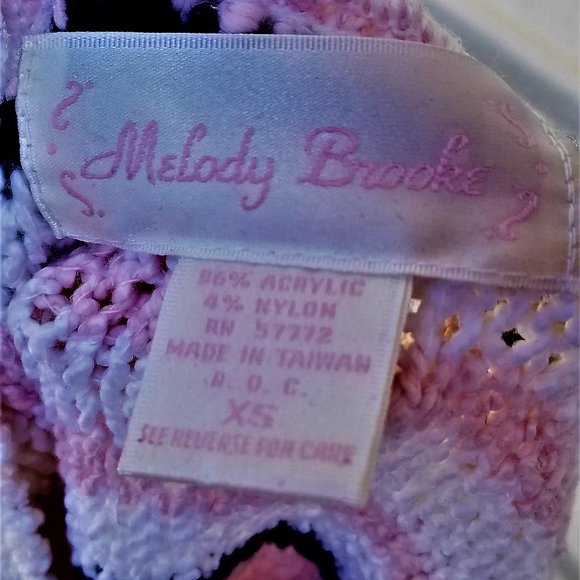 Melody Brooke
96% ACRYLIC
4% NYLON
RN 57772
MADE IN TAIWAN
R. O. C.
XS
SEE REVERSE FOR CARE